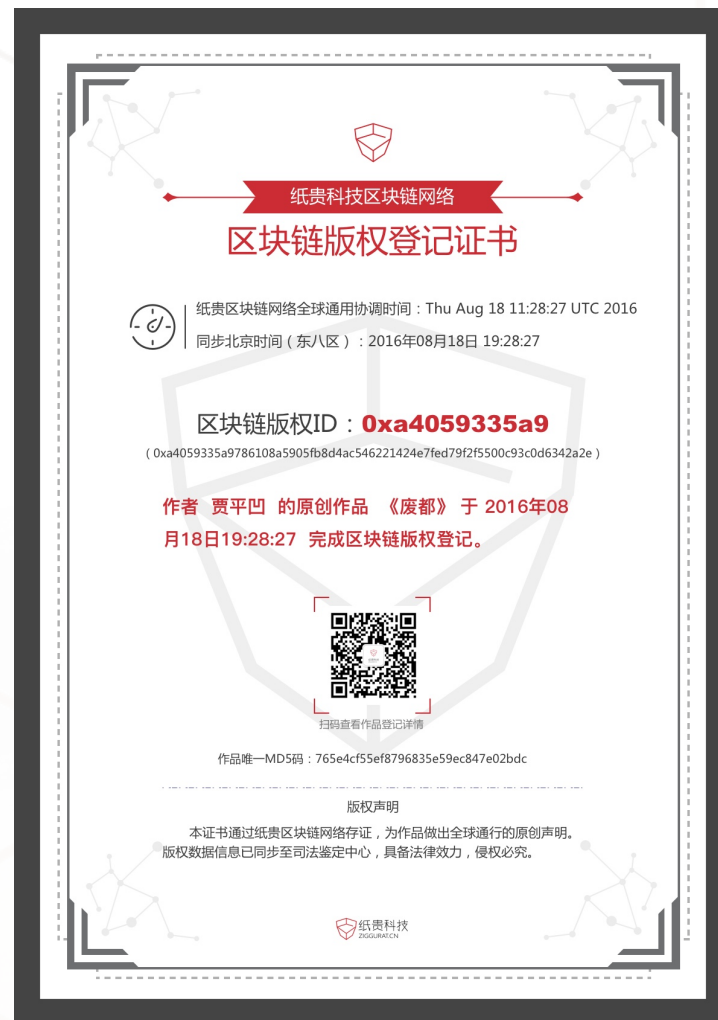 纸贵科技区块链网络
区块链版权登记证书
纸贵区块链网络全球通用协调时间：Thu Aug 18 11:28:27 UTC 2016
同步北京时间（东八区）：2016年08月18日 19:28:27
区块链版权ID：0xa4059335a9
（0xa4059335a9786108a5905fb8d4ac546221424e7fed79f2f5500c93c0d6342a2e）
作者 贾平凹 的原创作品 《废都》 于 2016年08
月18日19:28:27 完成区块链版权登记。
扫码查看作品登记详情
作品唯一MD5码：765e4cf55ef8796835e59ec847e02bdc
版权声明
本证书通过纸贵区块链网络存证，为作品做出全球通行的原创声明。
版权数据信息已同步至司法鉴定中心，具备法律效力，侵权必究。
纸贵科技
ZIGGURAT.CN